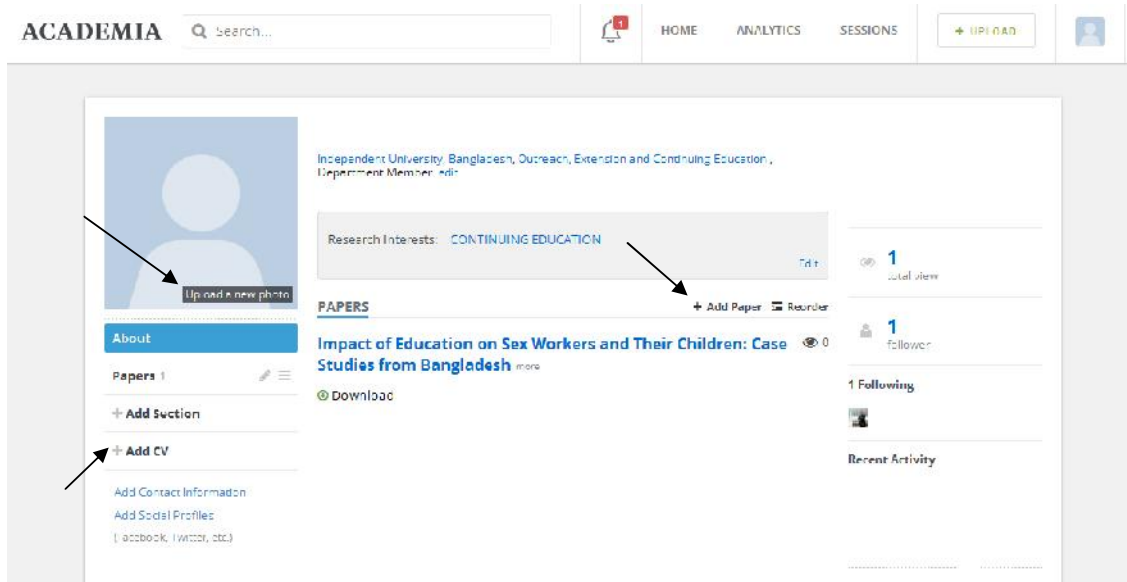 ACADEMIA
Search...
1
HOME
ANALYTICS
SESSIONS
+ UPLOAD
Independent University, Bangladesh, Outreach, Extension and Continuing Education,
Department Member edit
Research Interests: CONTINUING EDUCATION
Edit
Upload a new photo
PAPERS
+ Add Paper
Reorder
Impact of Education on Sex Workers and Their Children: Case
Studies from Bangladesh more
0
Download
About
Papers 1
+ Add Section
+ Add CV
Add Contact Information
Add Social Profiles
(Facebook, Twitter, etc.)
1
total view
1
follower
1 Following
Recent Activity